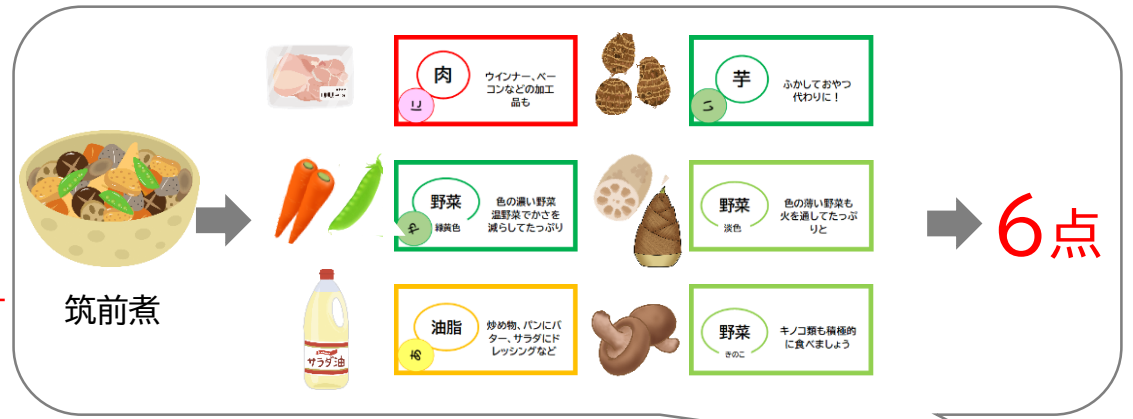 肉
に
ウインナー、ベー
コンなどの加工
品も
芋
い
ふかしておやつ
代わりに！
野菜
緑黄色
や
色の濃い野菜
温野菜でかさを
減らしてたっぷり
野菜
淡色
色の薄い野菜も
火を通してたっぷ
りと
6点
筑前煮
サラダ油
油脂
あ
炒め物、パンにバ
ター、サラダにド
レッシングなど
野菜
きのこ
キノコ類も積極的
に食べましょう